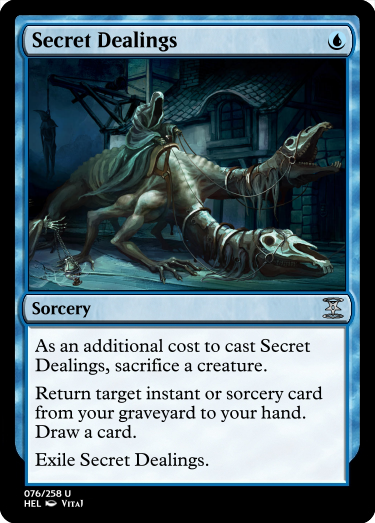 Secret Dealings
Sorcery
As an additional cost to cast Secret
Dealings, sacrifice a creature.
Return target instant or sorcery card
from your graveyard to your hand.
Draw a card.
Exile Secret Dealings.
076/258 U
HEL VITAJ